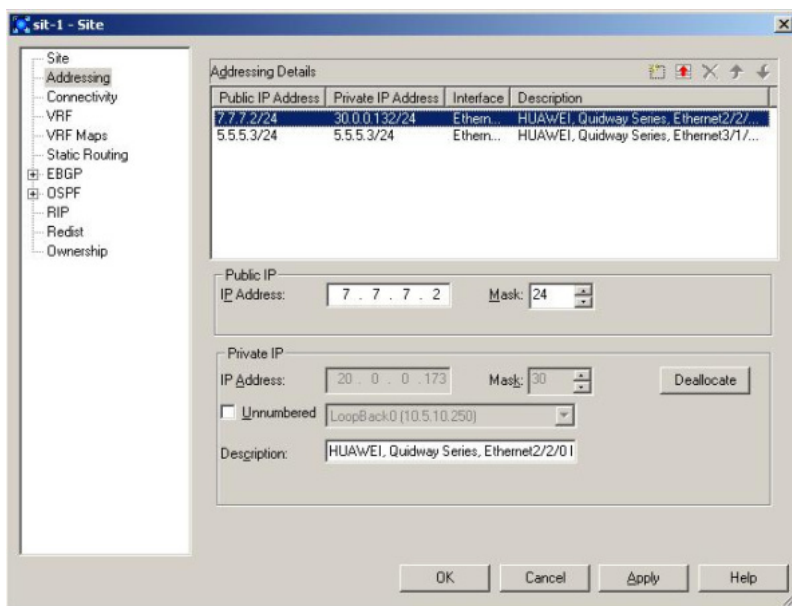 sit-1 - Site
Site
Addressing
Connectivity
VRF
VRF Maps
Static Routing
EBGP
OSPF
RIP
Redist
Ownership
Addressing Details
Public IP Address Private IP Address Interface Description
7.7.7.2/24 30.0.0.132/24 Ethern... HUAWEI, Quidway Series, Ethernet2/2/...
5.5.5.3/24 5.5.5.3/24 Ethern... HUAWEI, Quidway Series, Ethernet3/1/...
Public IP
IP Address: 7 . 7 . 7 . 2 Mask: 24
Private IP
IP Address: 20 . 0 . 0 .173 Mask: 30 Deallocate
Unnumbered LoopBack0 (10.5.10.250)
Description: HUAWEI, Quidway Series, Ethernet2/2/0 I
OK Cancel Apply Help